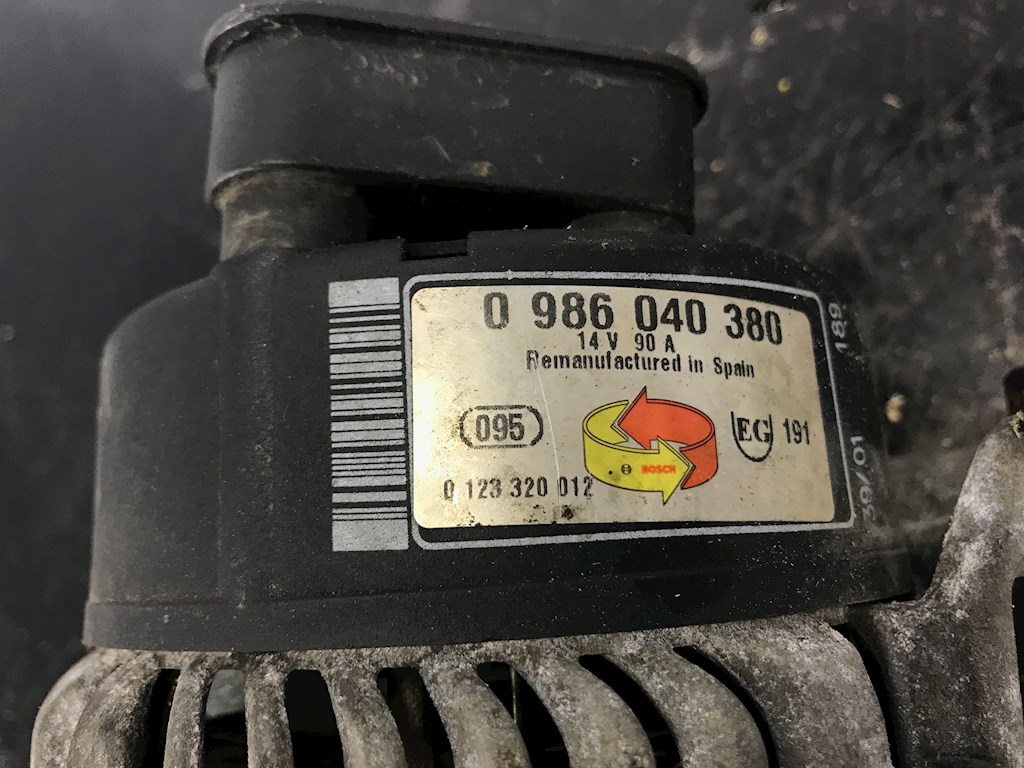 0 986 040 380
14 V 90 A
Remanufactured in Spain
095
EG 191
BOSCH
0 123 320 012
189
39/01